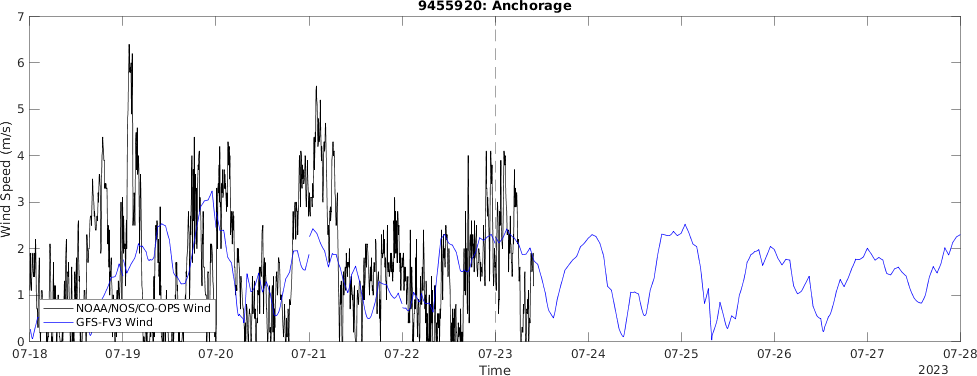 9455920: Anchorage
7
6
5
4
3
2
1
0
Wind Speed (m/s)
NOAA/NOS/CO-OPS Wind
GFS-FV3 Wind
07-18 07-19 07-20 07-21 07-22 07-23 07-24 07-25 07-26 07-27 07-28
Time
2023